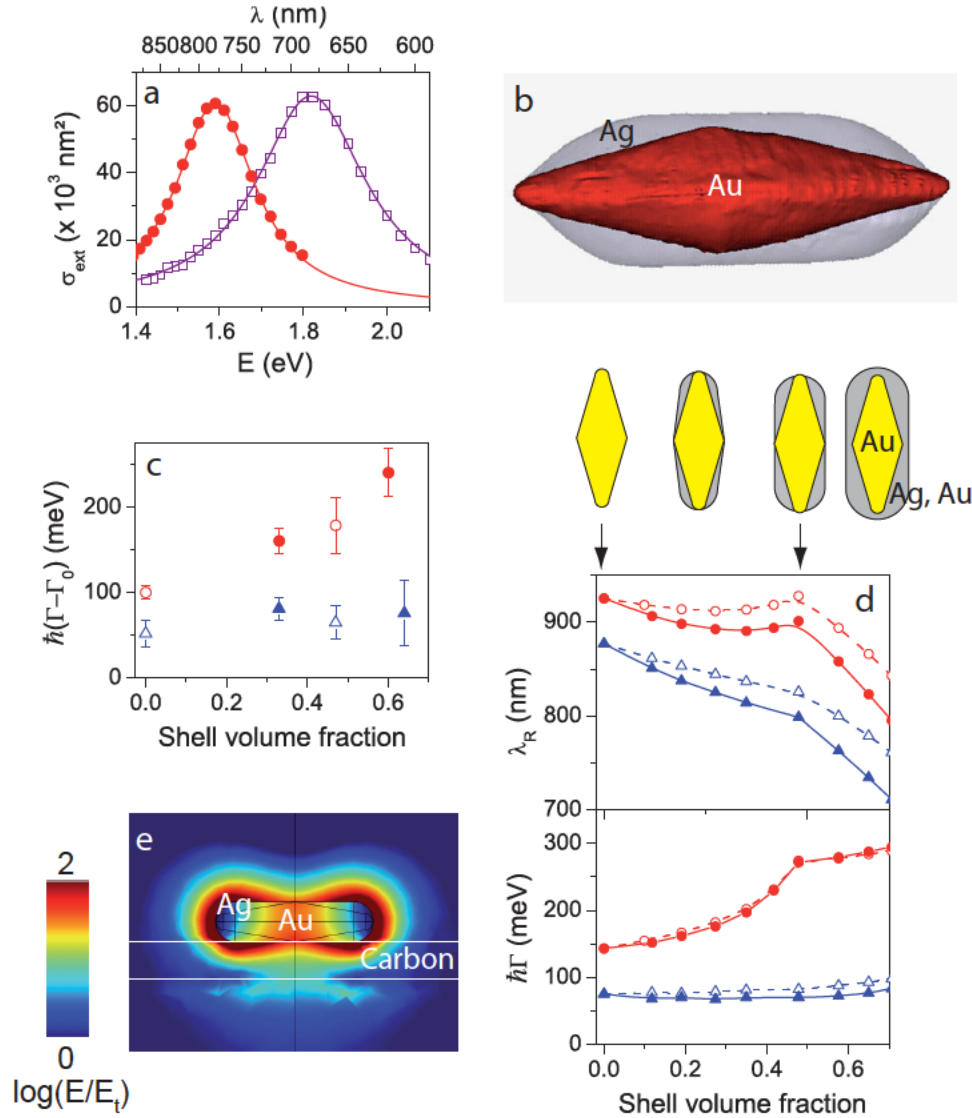 λ (nm)
850 800 750 700 650 600
a
60
40
20
0
σext (x 10³ nm²)
1.4 1.6 1.8 2.0
E (eV)
b
Ag
Au
c
200
100
0
ħ(Γ−Γ₀) (meV)
0.0 0.2 0.4 0.6
Shell volume fraction
Au
Ag, Au
d
900
800
700
λR (nm)
300
200
100
0
ħΓ (meV)
0.0 0.2 0.4 0.6
Shell volume fraction
e
2
0
log(E/Et)
Ag
Au
Carbon